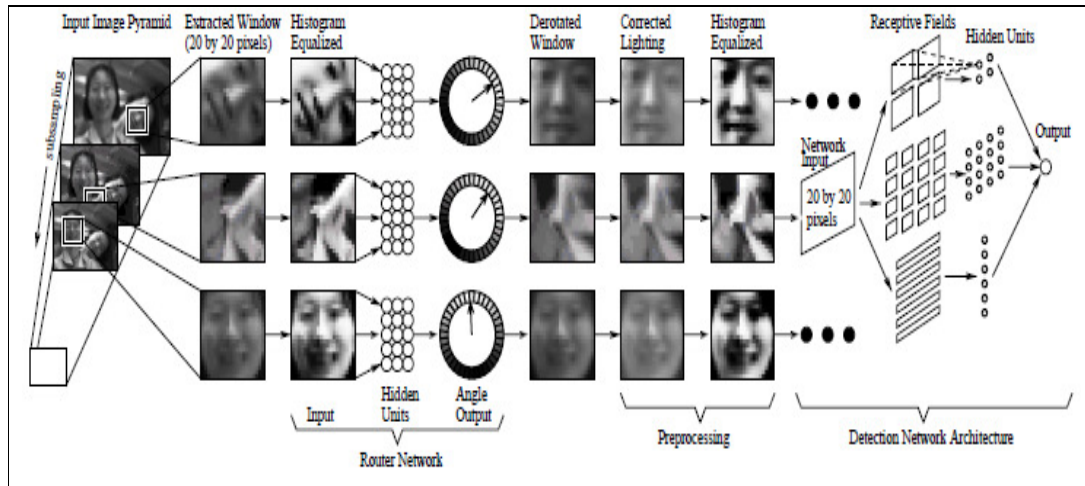 Input Image Pyramid
Extracted Window
(20 by 20 pixels)
Histogram
Equalized
Derotated
Window
Corrected
Lighting
Histogram
Equalized
Receptive Fields
Hidden Units
subsampling
Network
Input
20 by 20
pixels
Output
Input
Hidden
Units
Angle
Output
Router Network
Preprocessing
Detection Network Architecture